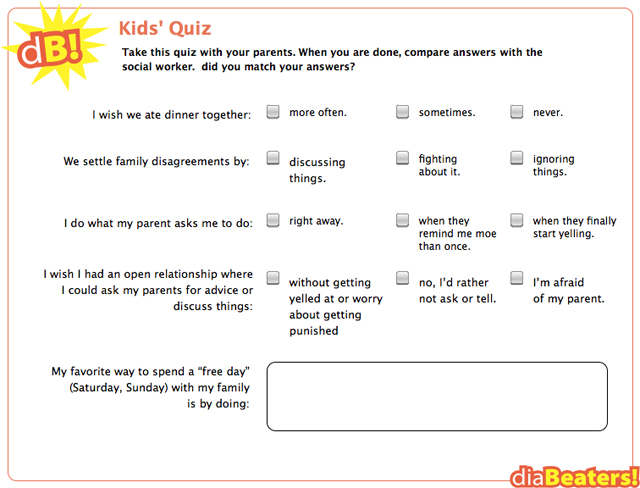 dB!
Kids' Quiz
Take this quiz with your parents. When you are done, compare answers with the
social worker.  did you match your answers?
I wish we ate dinner together:
more often.
sometimes.
never.
We settle family disagreements by:
discussing
things.
fighting
about it.
ignoring
things.
I do what my parent asks me to do:
right away.
when they
remind me moe
than once.
when they finally
start yelling.
I wish I had an open relationship where
I could ask my parents for advice or
discuss things:
without getting
yelled at or worry
about getting
punished
no, I'd rather
not ask or tell.
I'm afraid
of my parent.
My favorite way to spend a “free day”
(Saturday, Sunday) with my family
is by doing:
diaBeaters!